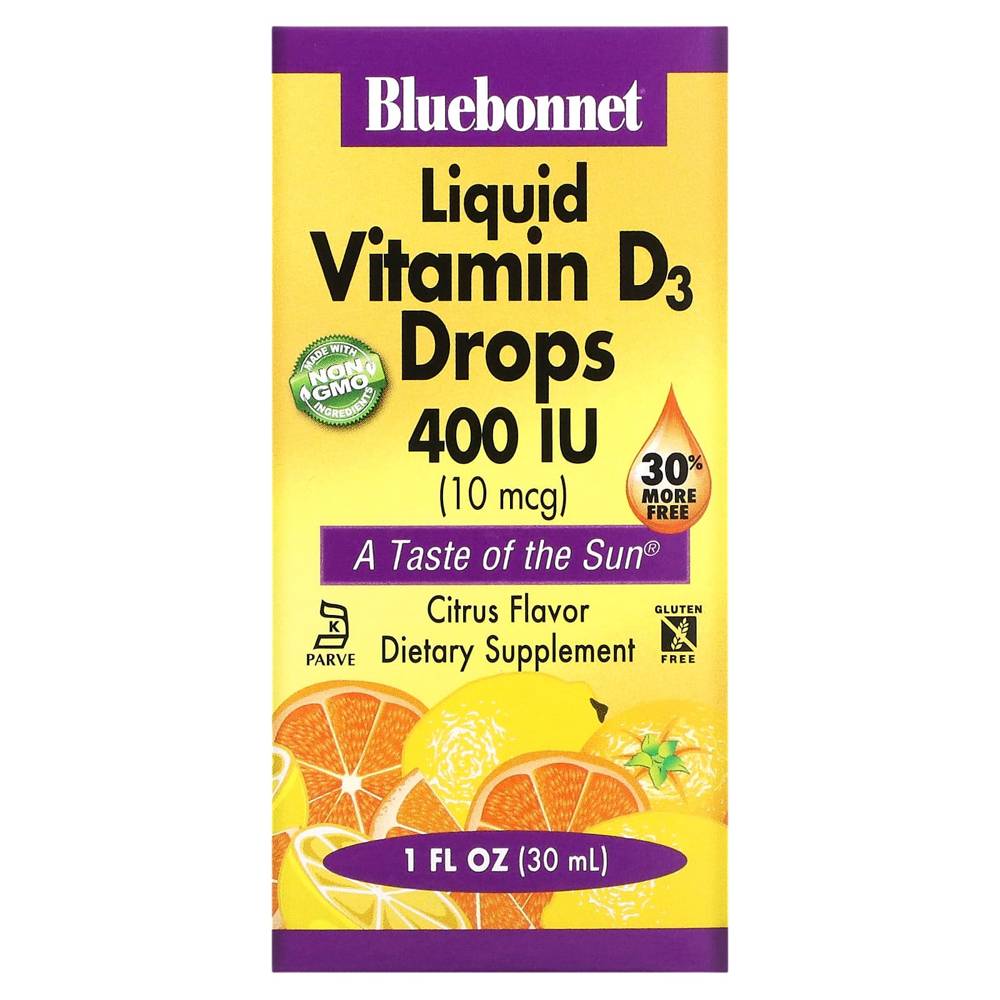 Bluebonnet
Liquid
Vitamin D₃
Drops
400 IU
(10 mcg)
MADE WITH
NON
GMO
INGREDIENTS
30%
MORE
FREE
A Taste of the Sun®
Citrus Flavor
Dietary Supplement
K
PARVE
GLUTEN
FREE
1 FL OZ (30 mL)